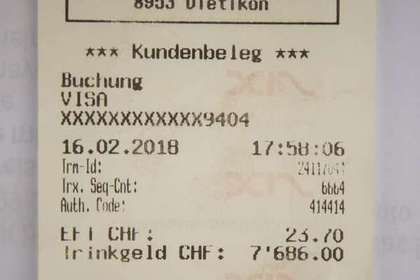 8953 Dietikon
*** Kundenbeleg ***
Buchung
VISA
XXXXXXXXXXXX9404
16.02.2018 17:58:06
Trm-Id:
Trx. Seq-Cnt: 6664
Auth. Code: 414414
EFT CHF: 23.70
Trinkgeld CHF: 7'686.00